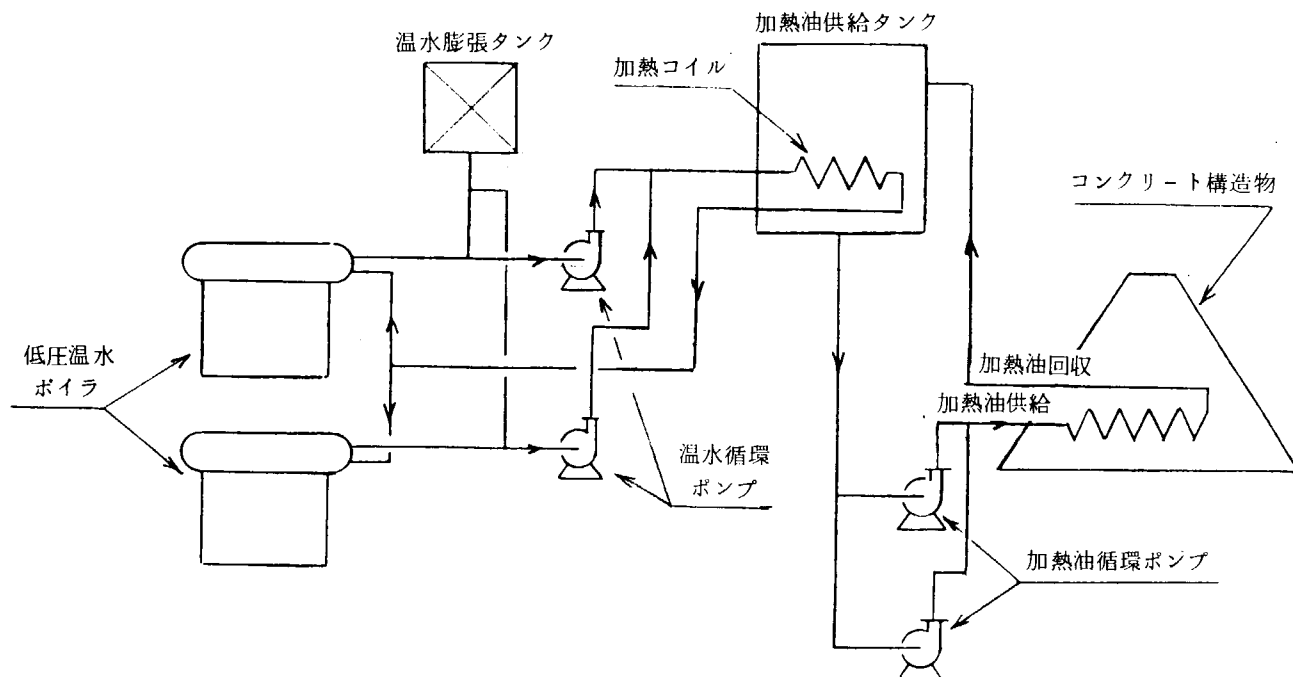 加熱油供給タンク
温水膨張タンク
加熱コイル
コンクリート構造物
低圧温水
ボイラ
加熱油回収
加熱油供給
温水循環
ポンプ
加熱油循環ポンプ